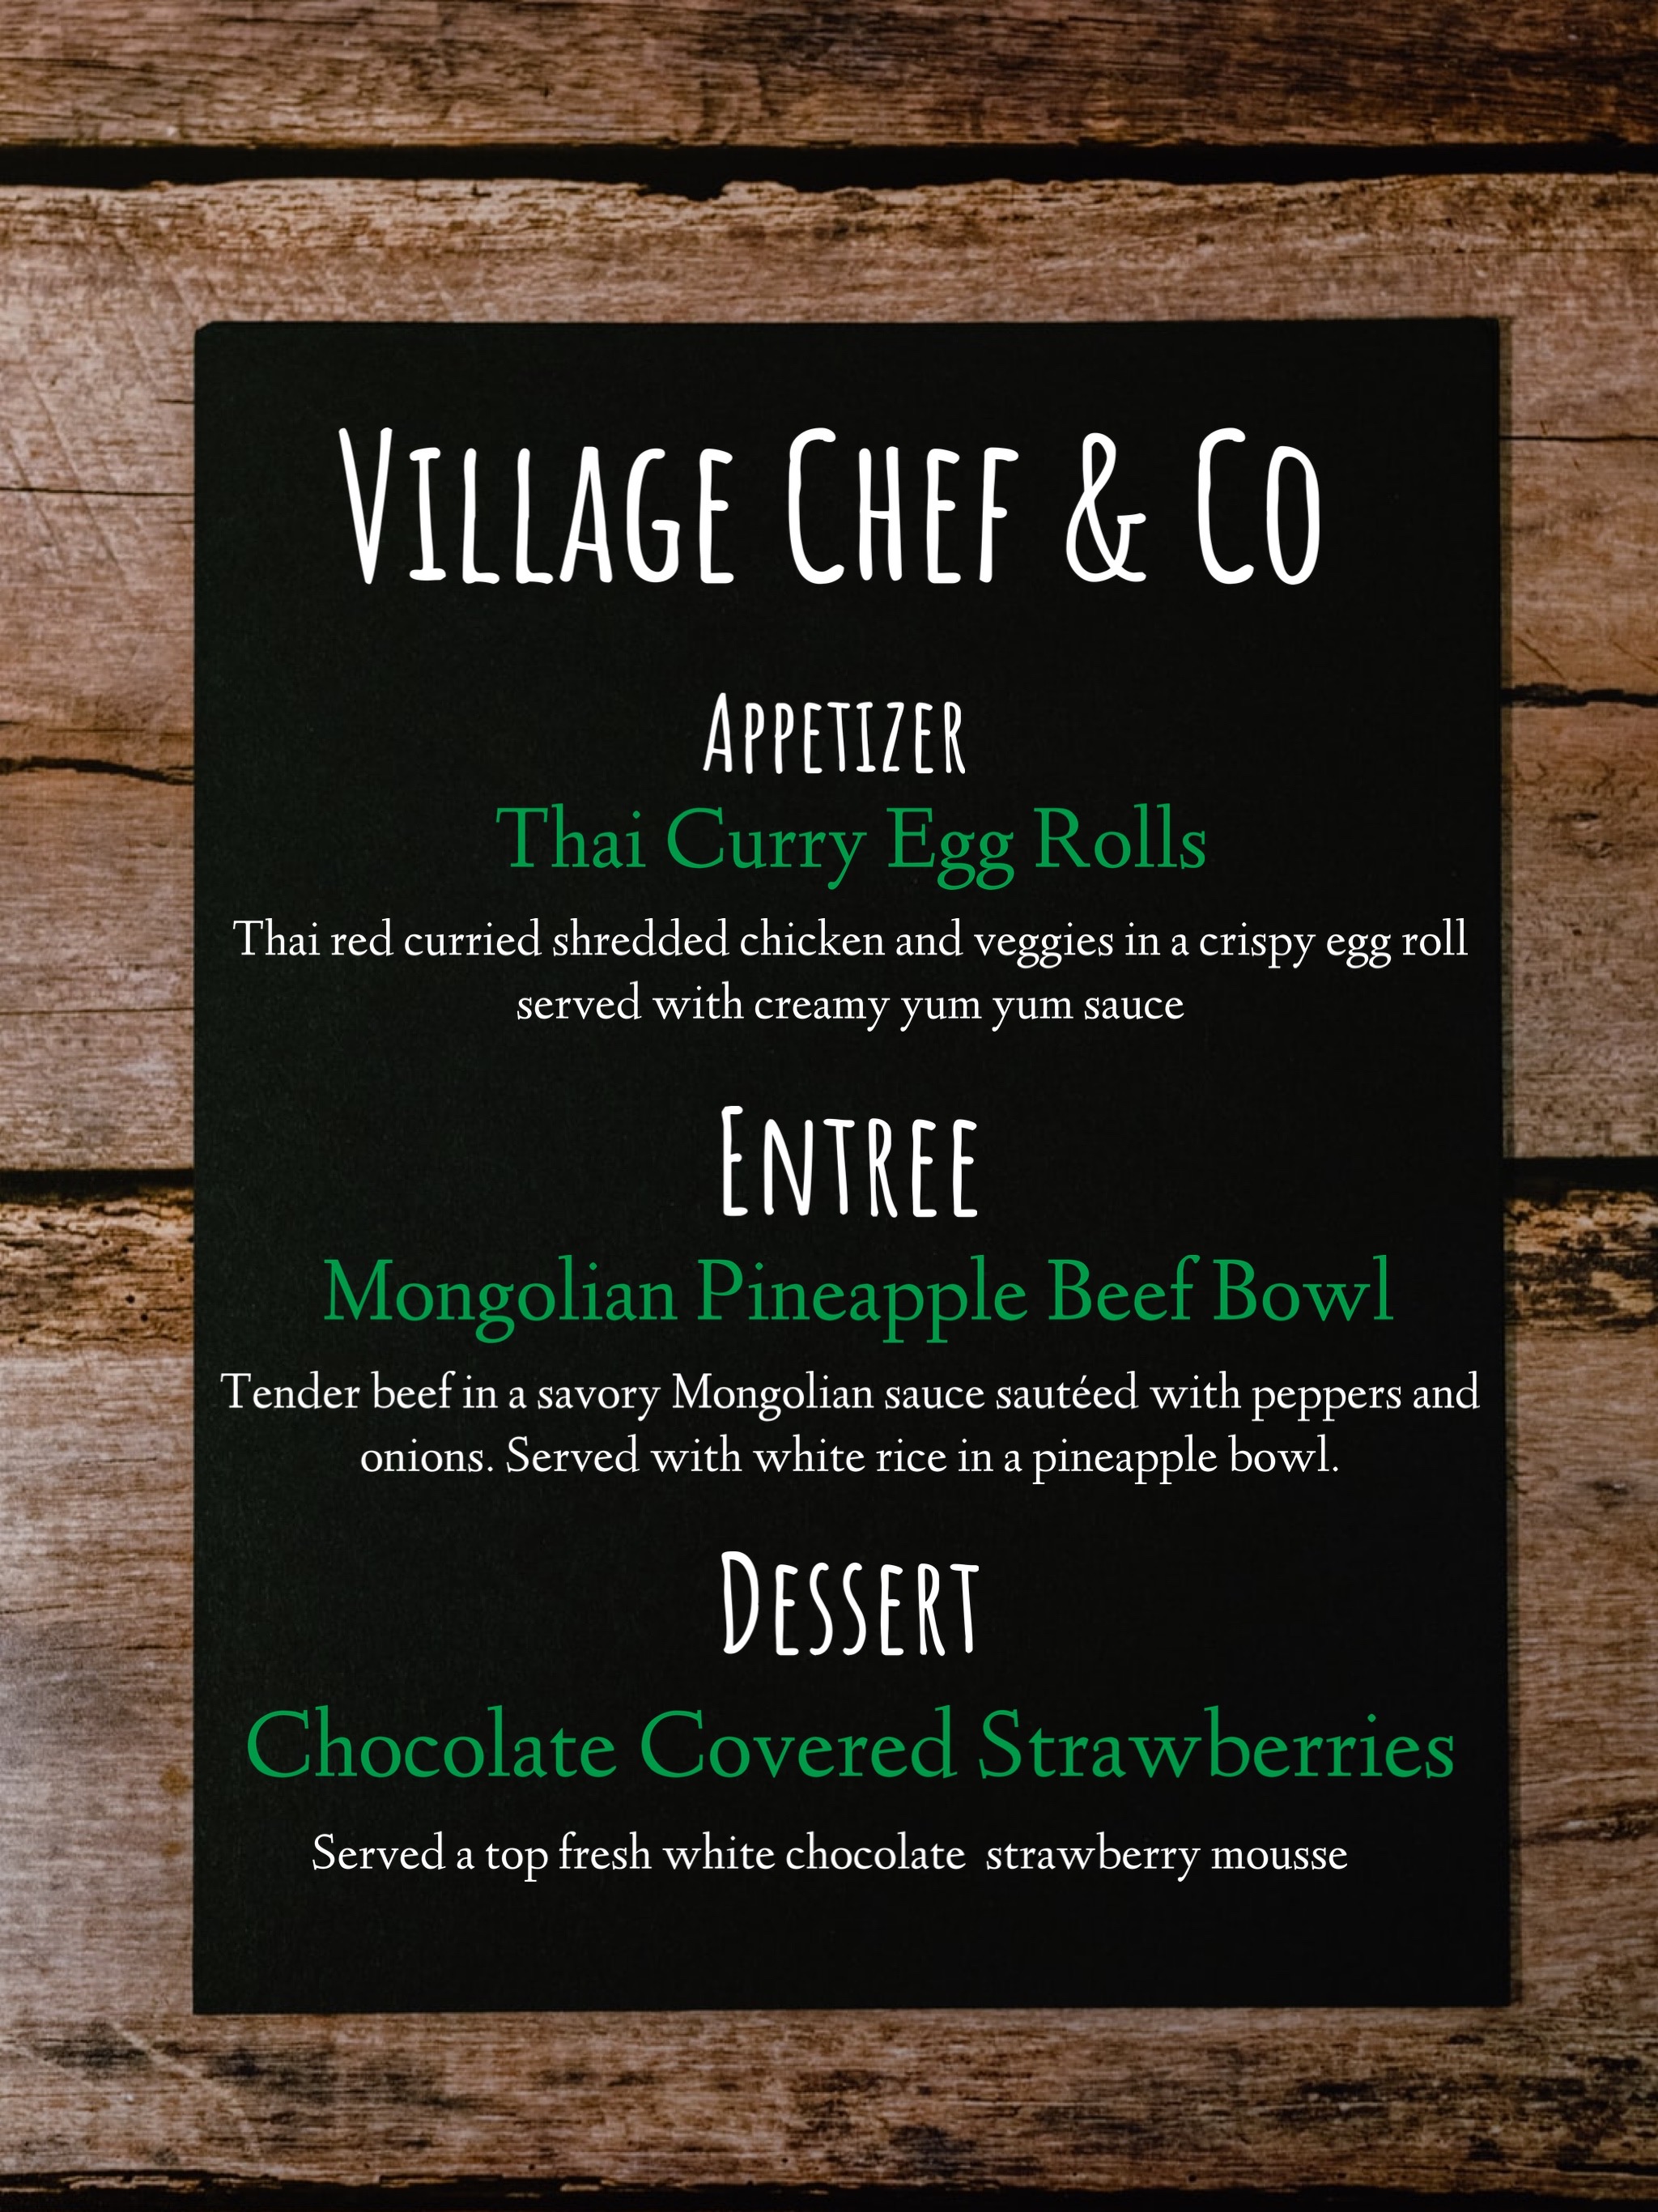 Village Chef & Co
Appetizer
Thai Curry Egg Rolls
Thai red curried shredded chicken and veggies in a crispy egg roll
served with creamy yum yum sauce
Entree
Mongolian Pineapple Beef Bowl
Tender beef in a savory Mongolian sauce sautéed with peppers and
onions. Served with white rice in a pineapple bowl.
Dessert
Chocolate Covered Strawberries
Served a top fresh white chocolate  strawberry mousse